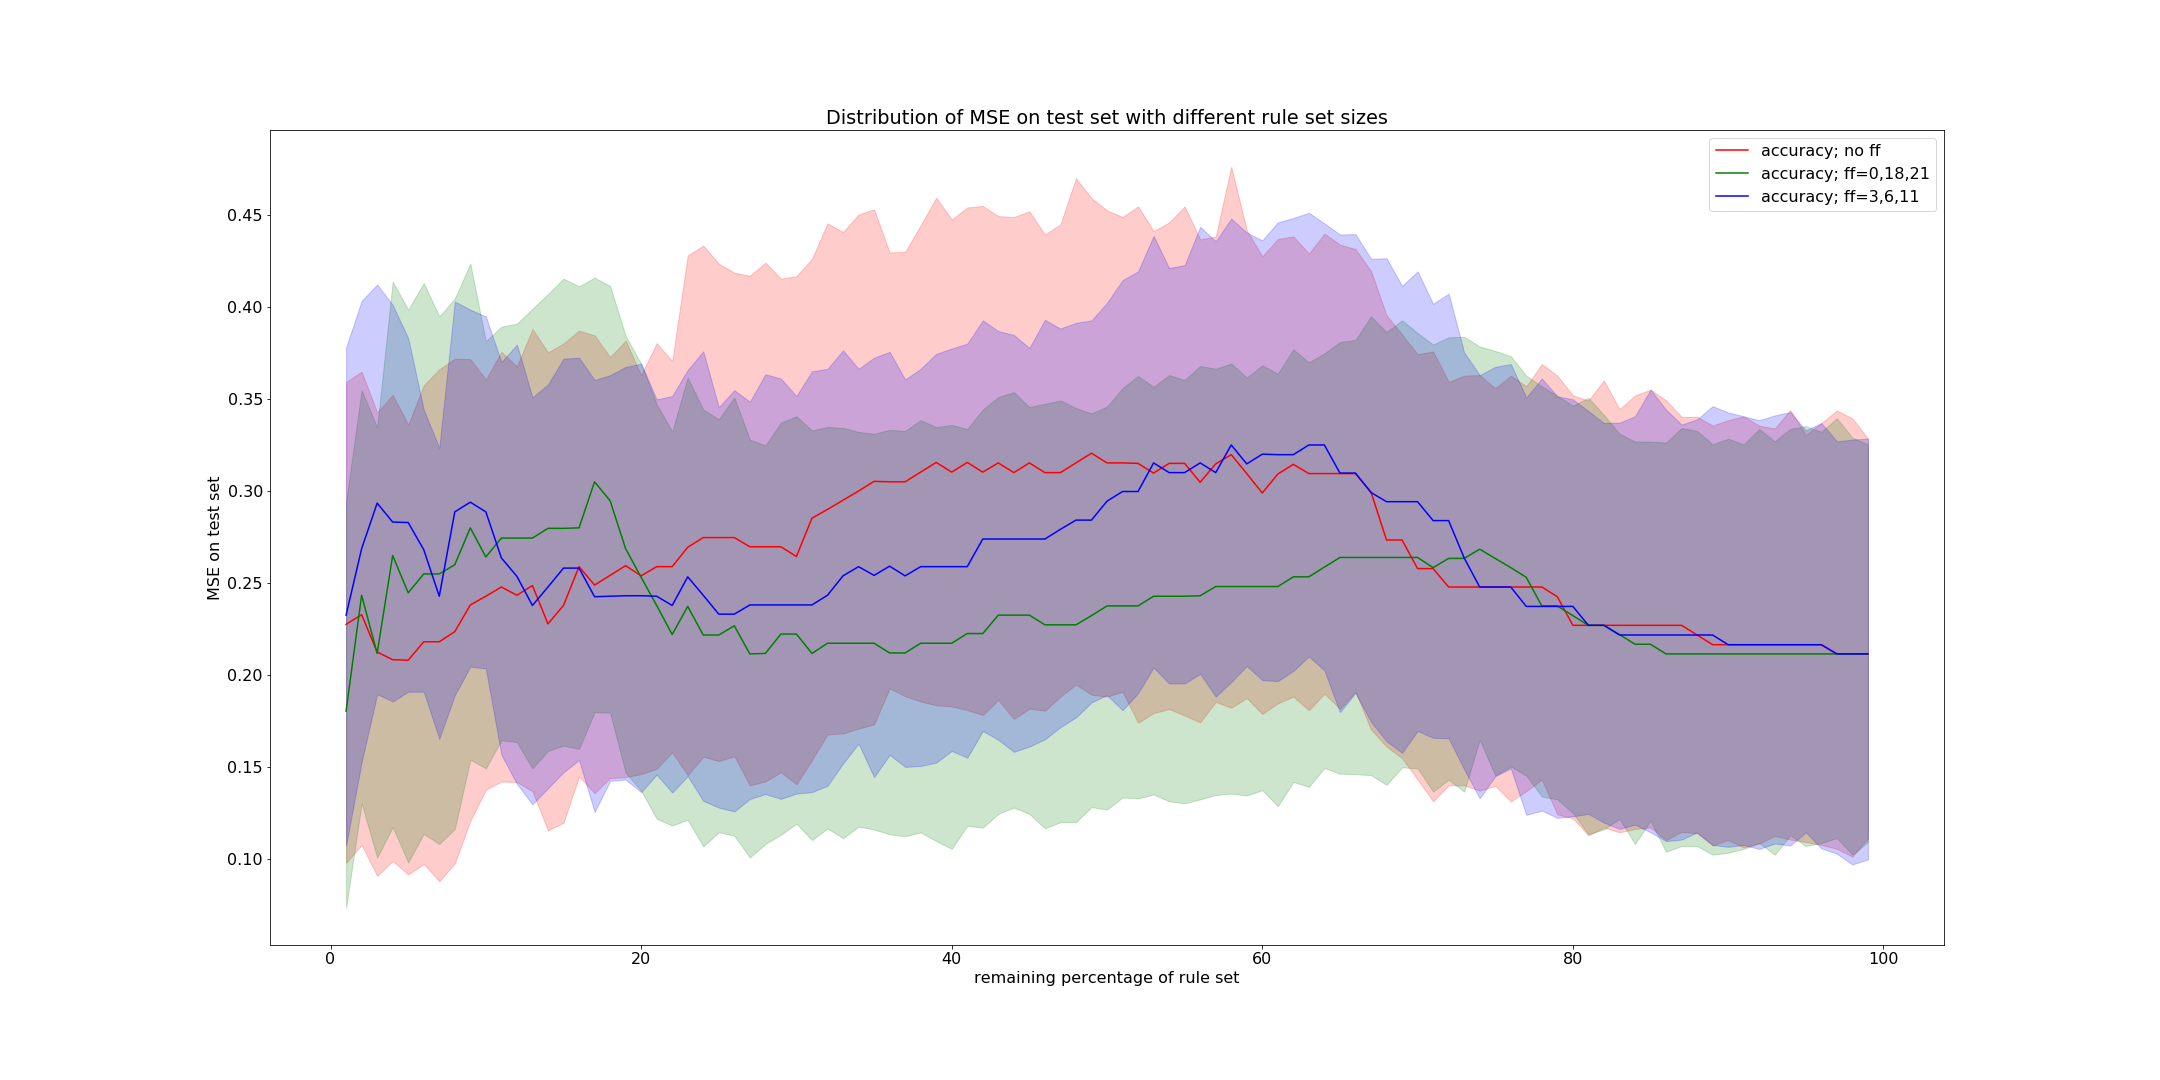 Distribution of MSE on test set with different rule set sizes
accuracy; no ff
accuracy; ff=0,18,21
accuracy; ff=3,6,11
0.45
0.40
0.35
0.30
0.25
0.20
0.15
0.10
MSE on test set
0 20 40 60 80 100
remaining percentage of rule set